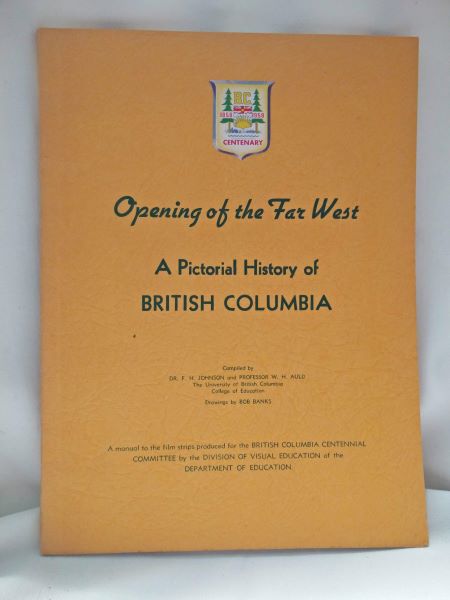 B.C.
1858 1958
CENTENARY
Opening of the Far West
A Pictorial History of
BRITISH COLUMBIA
Compiled by
DR. F. H. JOHNSON and PROFESSOR W. H. AULD
The University of British Columbia
College of Education
Drawings by BOB BANKS
A manual to the film strips produced for the BRITISH COLUMBIA CENTENNIAL
COMMITTEE by the DIVISION OF VISUAL EDUCATION of the
DEPARTMENT OF EDUCATION.